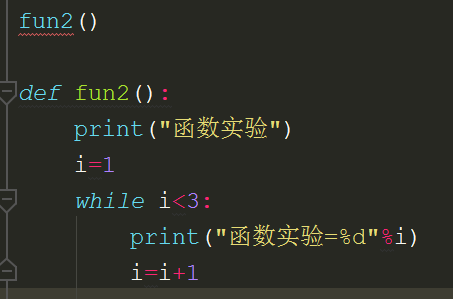 fun2()
def fun2():
print("函数实验")
i=1
while i<3:
print("函数实验=%d"%i)
i=i+1